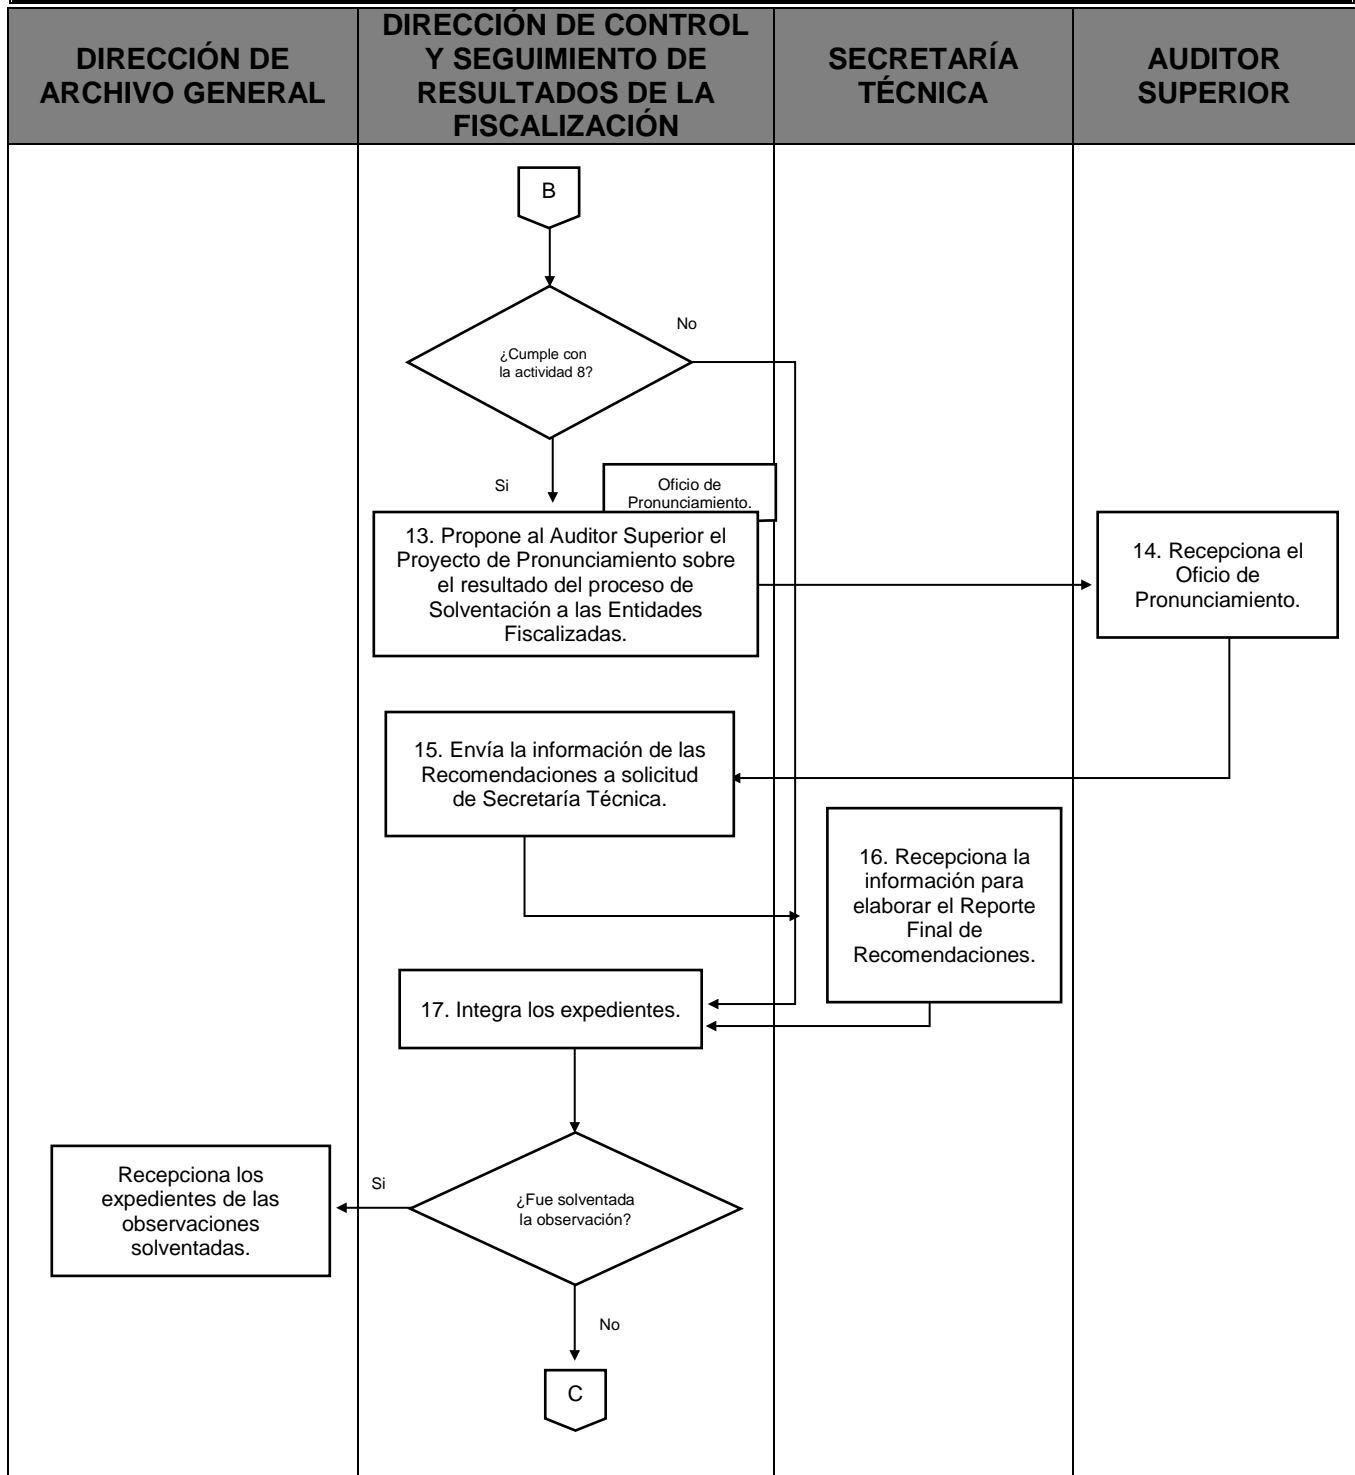 DIRECCIÓN DE
ARCHIVO GENERAL
DIRECCIÓN DE CONTROL
Y SEGUIMIENTO DE
RESULTADOS DE LA
FISCALIZACIÓN
SECRETARÍA
TÉCNICA
AUDITOR
SUPERIOR
B
¿Cumple con
la actividad 8?
No
Si
Oficio de
Pronunciamiento.
13. Propone al Auditor Superior el
Proyecto de Pronunciamiento sobre
el resultado del proceso de
Solventación a las Entidades
Fiscalizadas.
14. Recepciona el
Oficio de
Pronunciamiento.
15. Envía la información de las
Recomendaciones a solicitud
de Secretaría Técnica.
16. Recepciona la
información para
elaborar el Reporte
Final de
Recomendaciones.
17. Integra los expedientes.
¿Fue solventada
la observación?
Si
Recepciona los
expedientes de las
observaciones
solventadas.
No
C